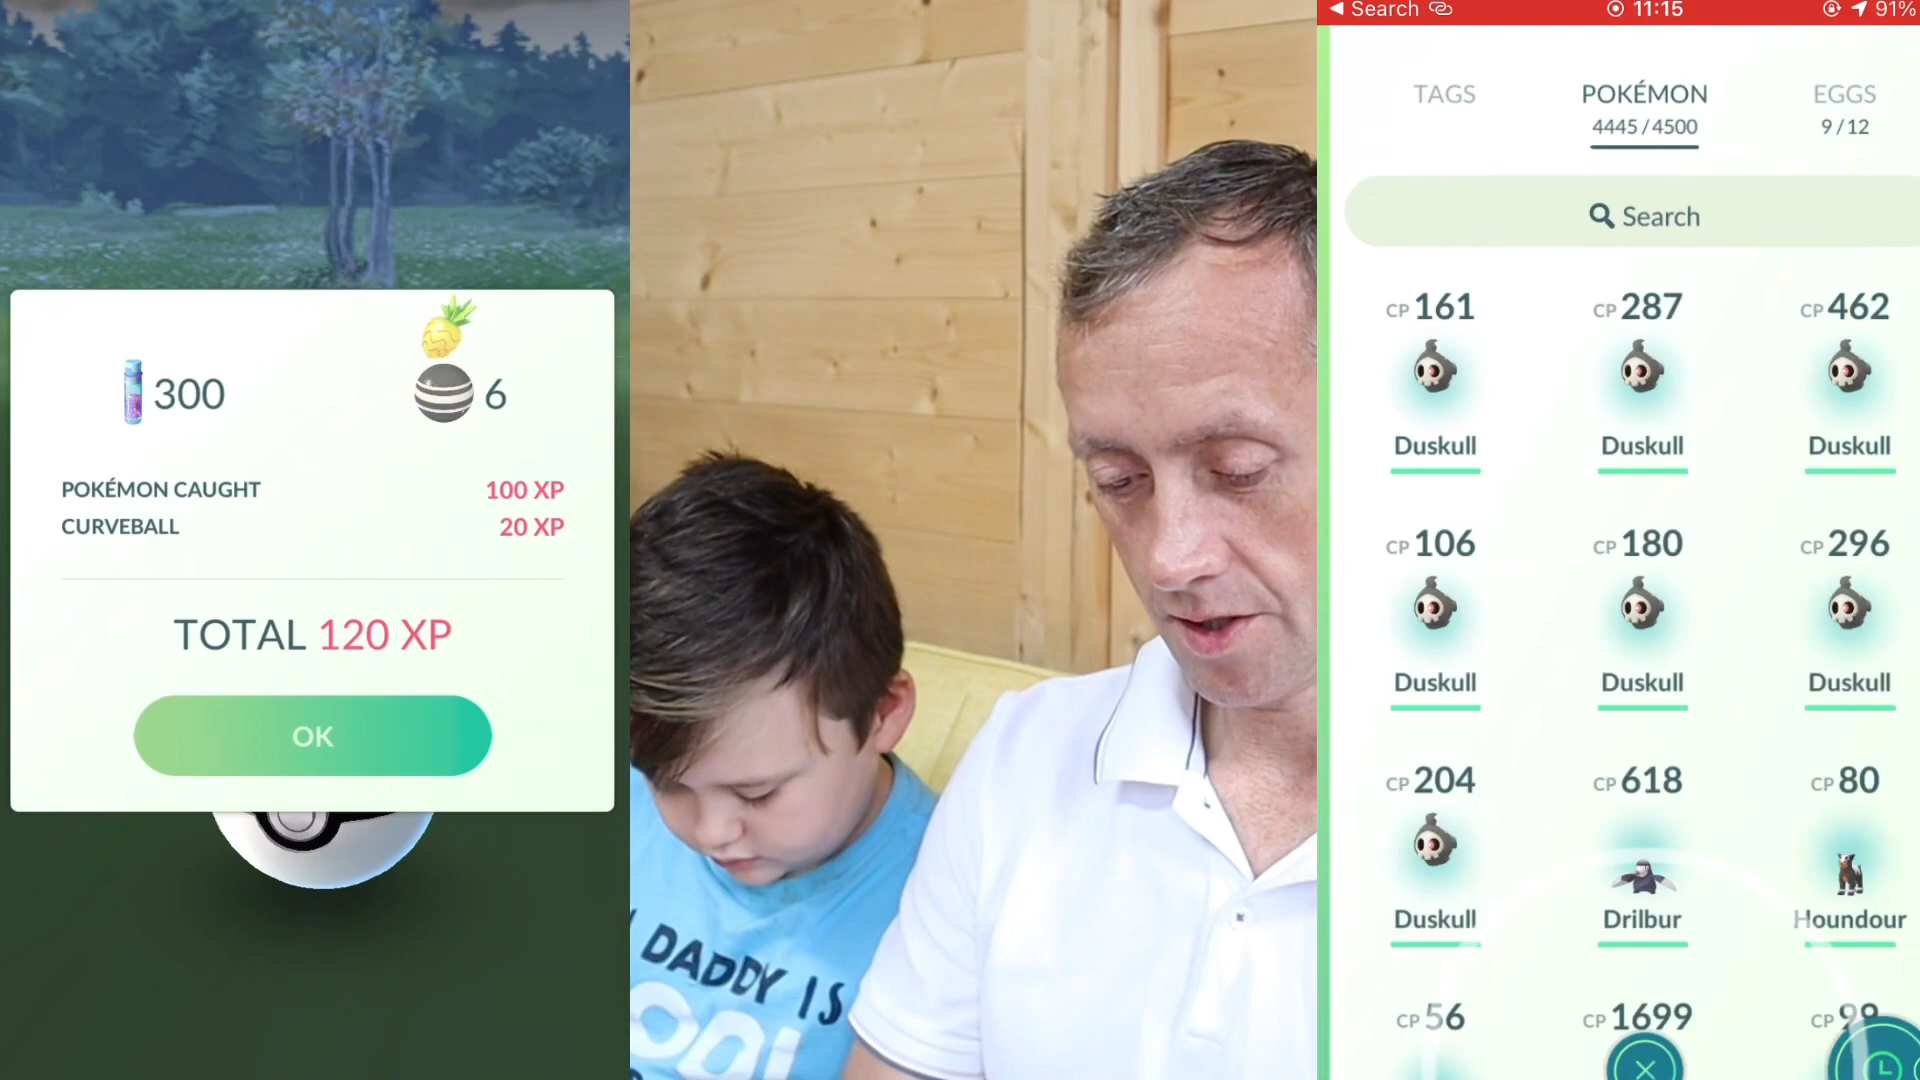 300
6
POKÉMON CAUGHT 100 XP
CURVEBALL 20 XP
TOTAL 120 XP
OK
DADDY IS
Search 11:15 91%
TAGS POKÉMON EGGS
4445 / 4500 9 / 12
Search
CP 161 CP 287 CP 462
Duskull Duskull Duskull
CP 106 CP 180 CP 296
Duskull Duskull Duskull
CP 204 CP 618 CP 80
Duskull Drilbur Houndour
CP 56 CP 1699 CP 99